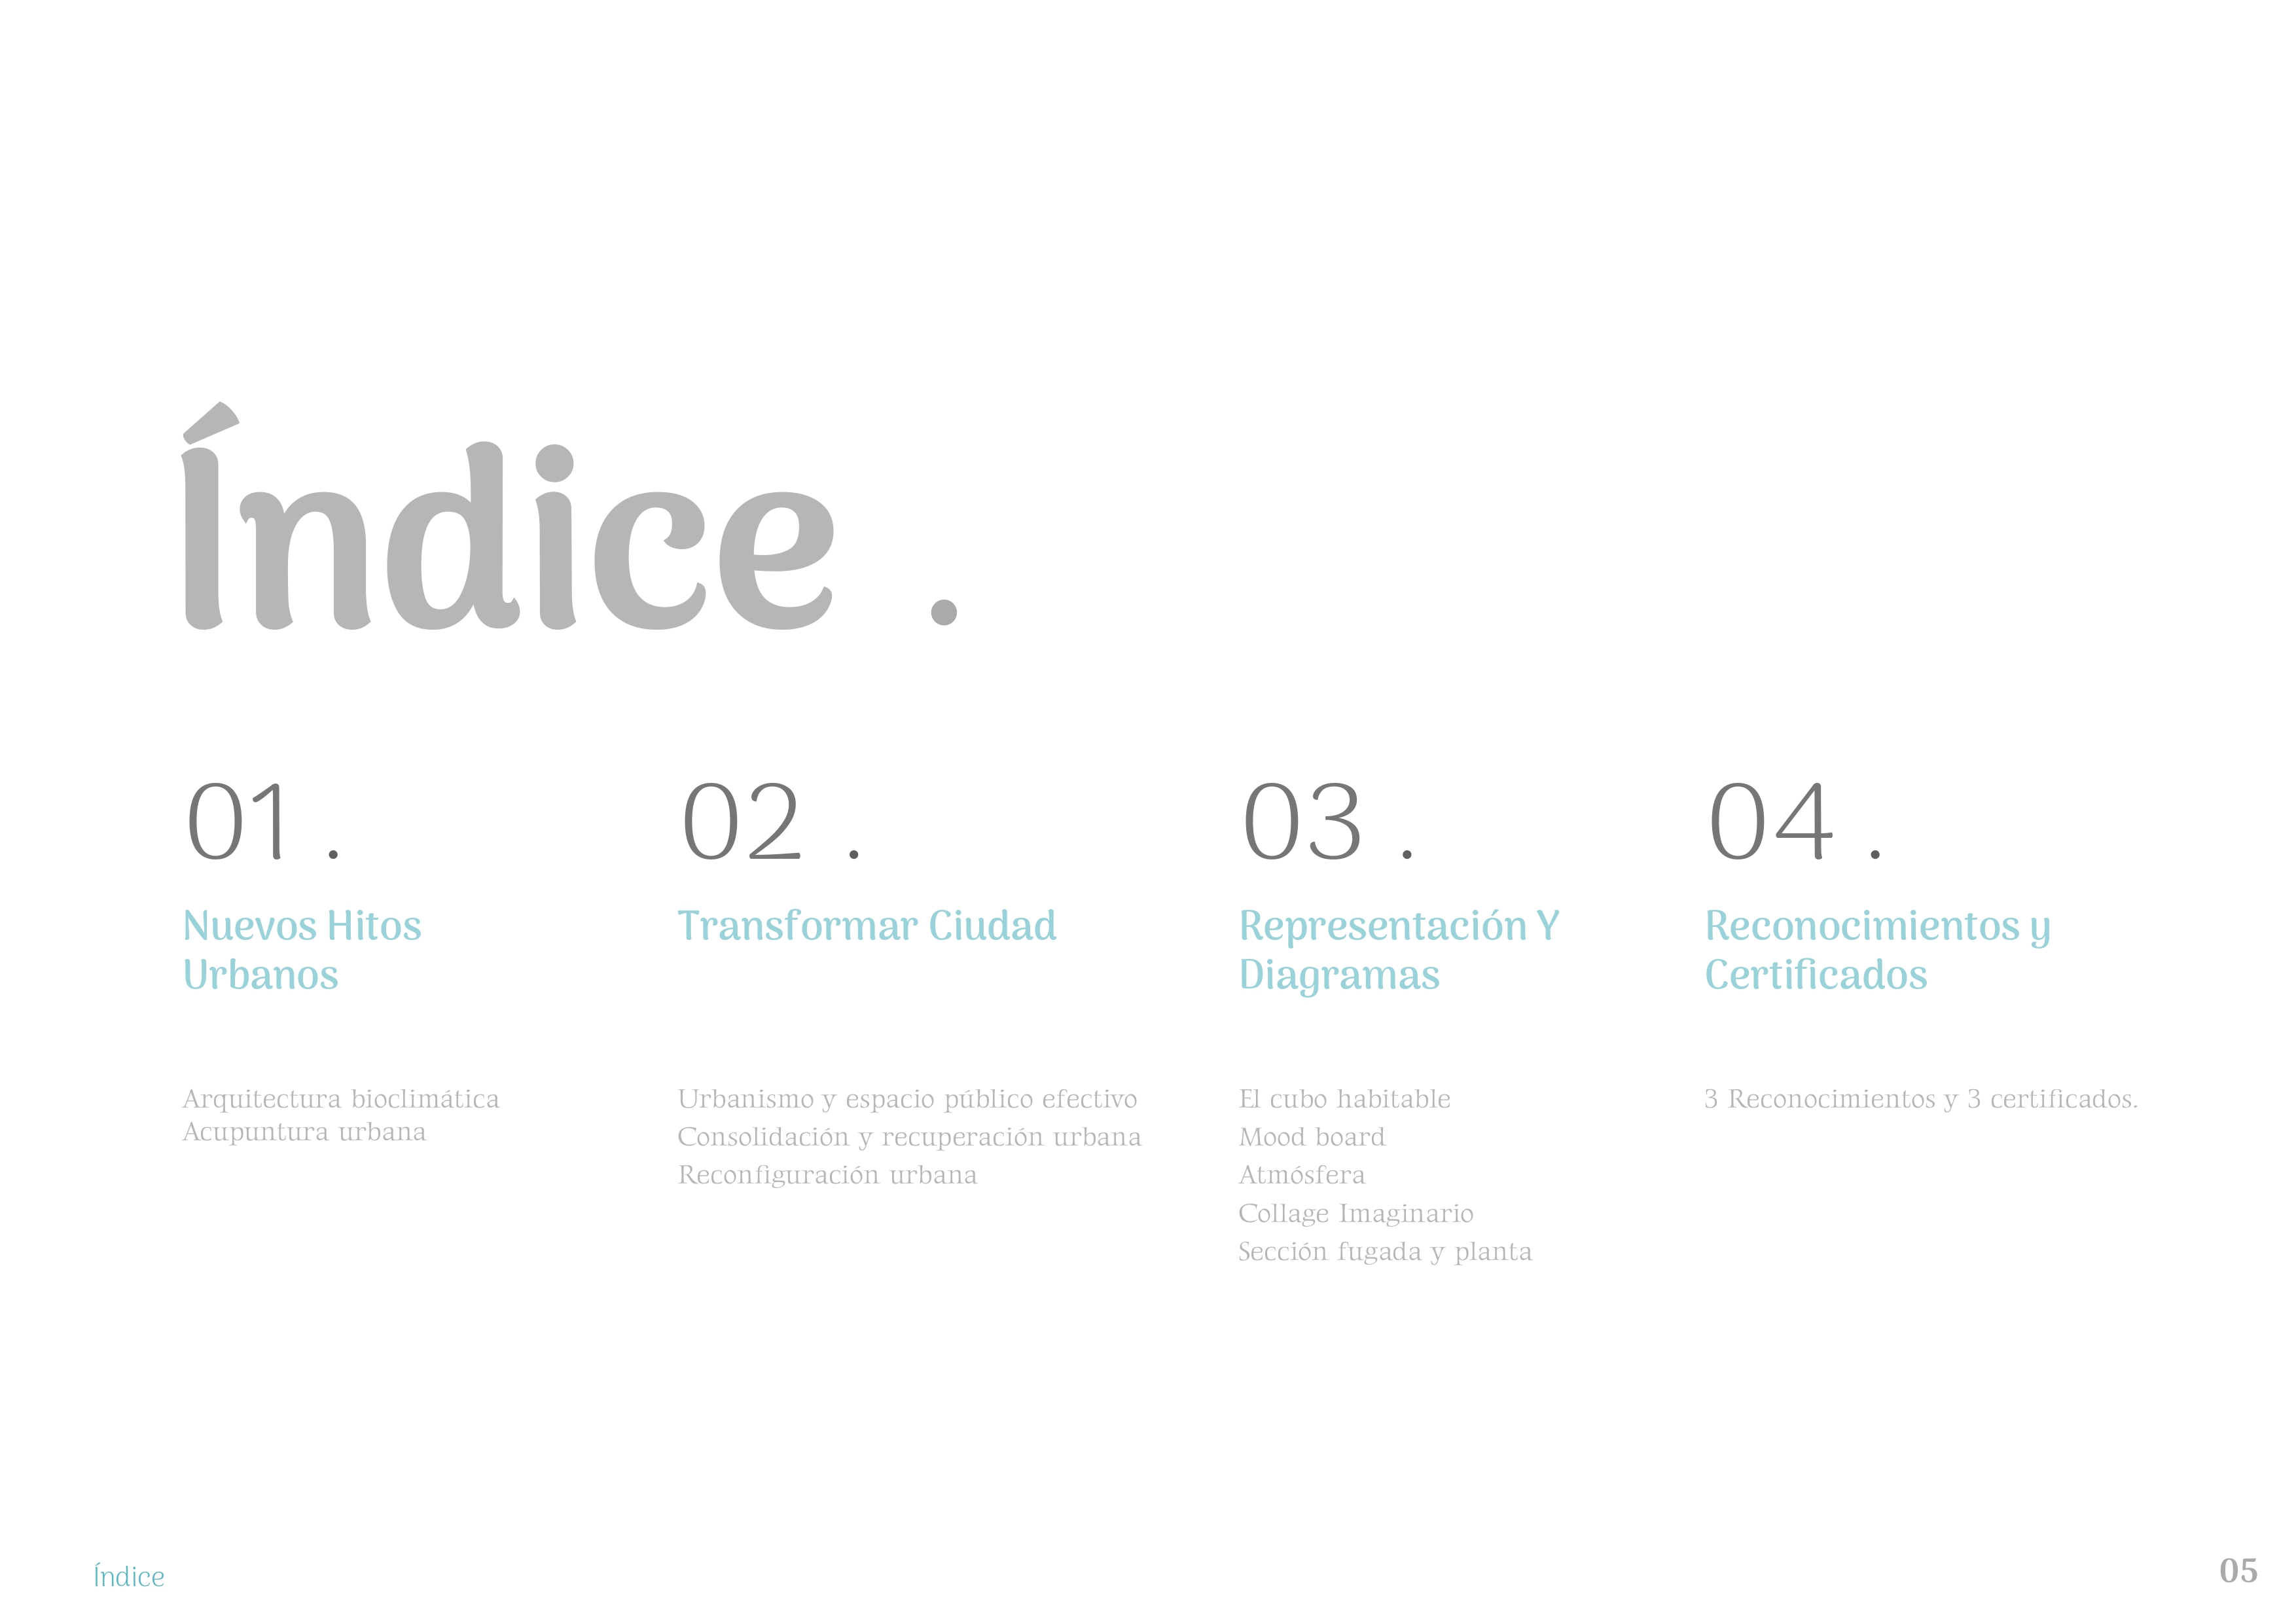 Índice .
01 .
Nuevos Hitos
Urbanos
Arquitectura bioclimática
Acupuntura urbana
02 .
Transformar Ciudad
Urbanismo y espacio público efectivo
Consolidación y recuperación urbana
Reconfiguración urbana
03 .
Representación Y
Diagramas
El cubo habitable
Mood board
Atmósfera
Collage Imaginario
Sección fugada y planta
04 .
Reconocimientos y
Certificados
3 Reconocimientos y 3 certificados.
Índice
05